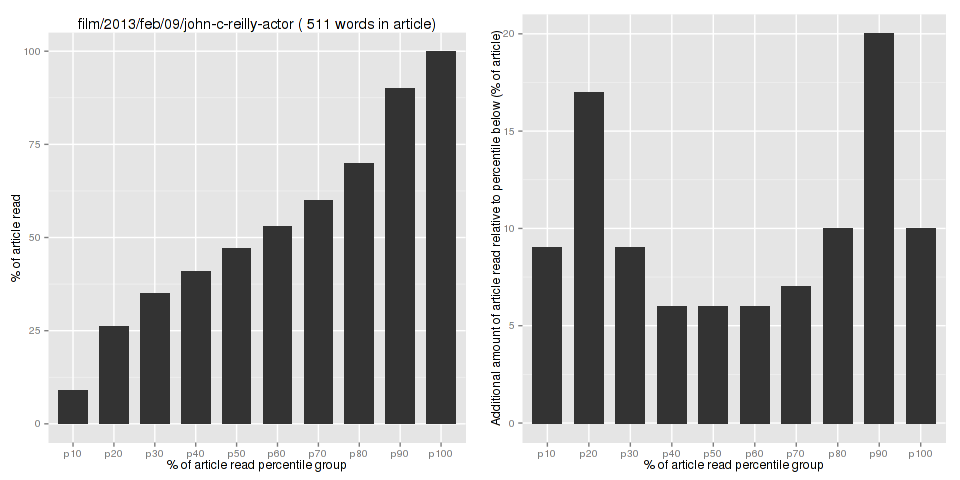 film/2013/feb/09/john-c-reilly-actor ( 511 words in article)
% of article read
100
75
50
25
0
p10 p20 p30 p40 p50 p60 p70 p80 p90 p100
% of article read percentile group
Additional amount of article read relative to percentile below (% of article)
20
15
10
5
0
p10 p20 p30 p40 p50 p60 p70 p80 p90 p100
% of article read percentile group